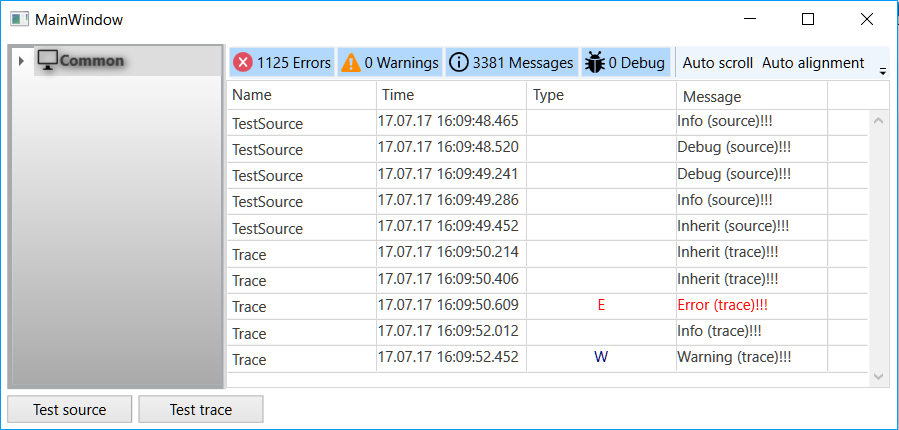 MainWindow
Common
1125 Errors 0 Warnings 3381 Messages 0 Debug Auto scroll Auto alignment
Name Time Type Message
TestSource 17.07.17 16:09:48.465 Info (source)!!!
TestSource 17.07.17 16:09:48.520 Debug (source)!!!
TestSource 17.07.17 16:09:49.241 Debug (source)!!!
TestSource 17.07.17 16:09:49.286 Info (source)!!!
TestSource 17.07.17 16:09:49.452 Inherit (source)!!!
Trace 17.07.17 16:09:50.214 Inherit (trace)!!!
Trace 17.07.17 16:09:50.406 Inherit (trace)!!!
Trace 17.07.17 16:09:50.609 E Error (trace)!!!
Trace 17.07.17 16:09:52.012 Info (trace)!!!
Trace 17.07.17 16:09:52.452 W Warning (trace)!!!
Test source Test trace